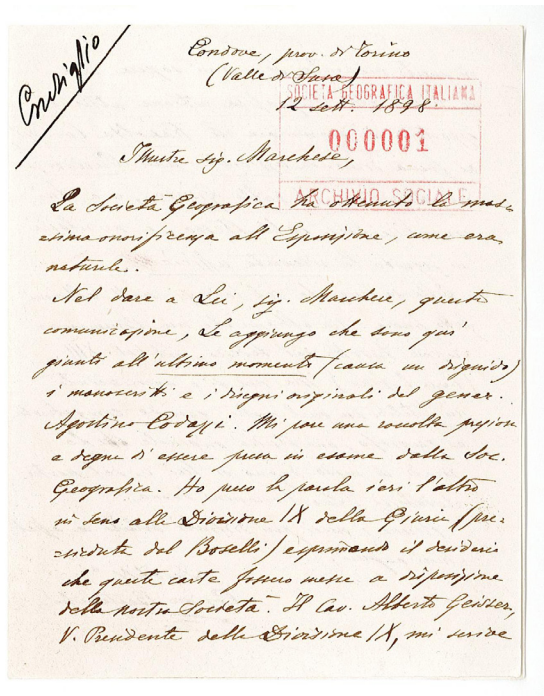 Consiglio
Condove, prov. di Torino
(Valle di Susa)
SOCIETÀ GEOGRAFICA ITALIANA
12 sett. 1898.
000001
Illustre sig. Marchese,
ARCHIVIO SOCIALE
La Società Geografica ha ottenuto la mas=
=sima onorificenza all'Esposizione, come era
naturale.
Nel dare a Lei, sig. Marchese, questa
comunicazione, Le aggiungo che sono qui
giunti all'ultimo momento (causa un disguido)
i manoscritti e i disegni originali del gener.
Agostino Codazzi. Mi pare una raccolta preziosa
e degna d'essere presa in esame dalla Soc.
Geografica. Ho preso la parola ieri l'altro
in seno alla Divisione IX della Giuria (pre=
=sieduta dal Boselli) esprimendo il desiderio
che queste carte fossero messe a disposizione
della nostra Società. Il Cav. Alberto Geisser,
V. Presidente della Divisione IX, mi scrive